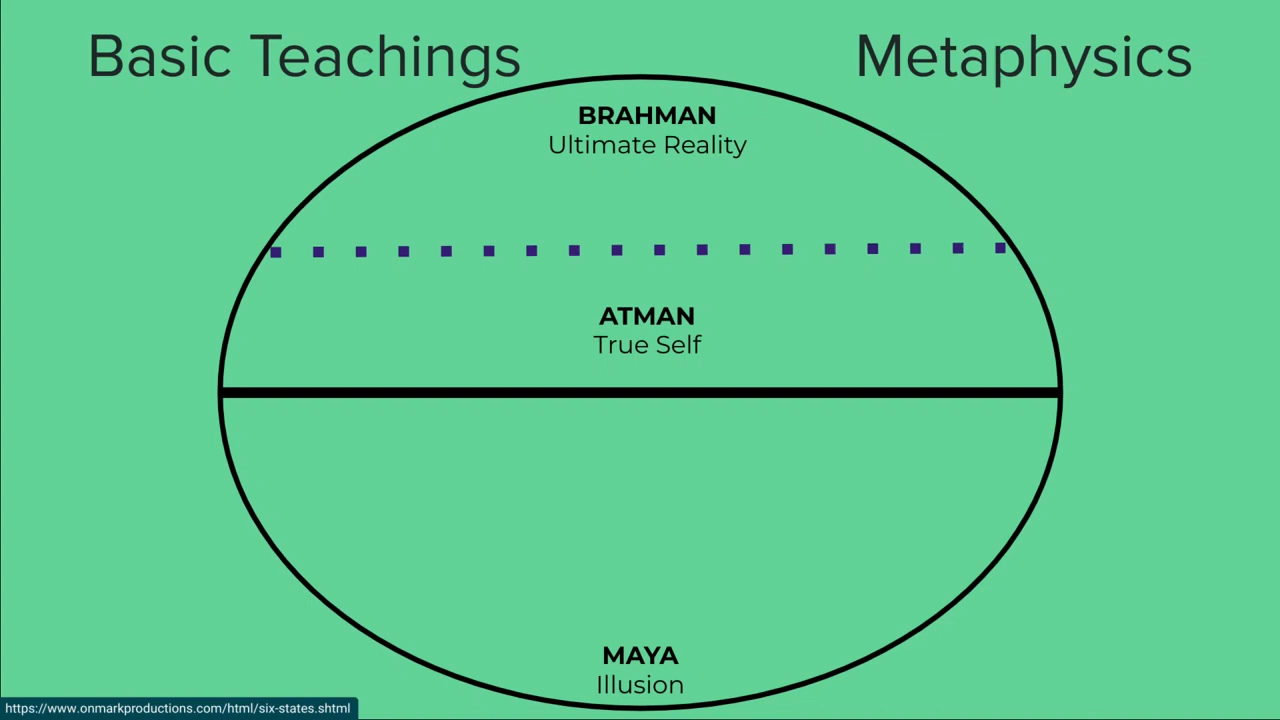 Basic Teachings
Metaphysics
BRAHMAN
Ultimate Reality
ATMAN
True Self
MAYA
Illusion
https://www.onmarkproductions.com/html/six-states.shtml